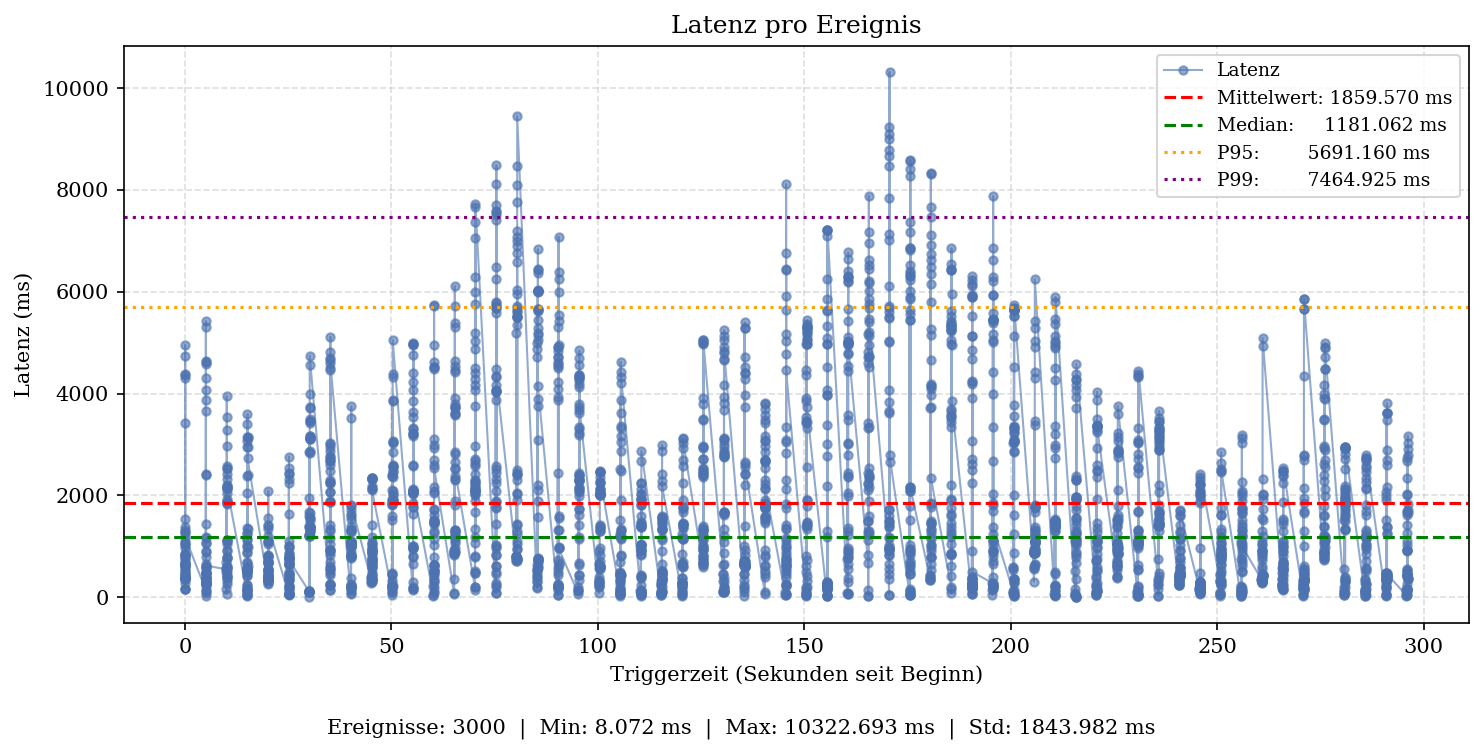 Latenz pro Ereignis
Latenz
Mittelwert: 1859.570 ms
Median: 1181.062 ms
P95: 5691.160 ms
P99: 7464.925 ms
Latenz (ms)
10000
8000
6000
4000
2000
0
0 50 100 150 200 250 300
Triggerzeit (Sekunden seit Beginn)
Ereignisse: 3000 | Min: 8.072 ms | Max: 10322.693 ms | Std: 1843.982 ms